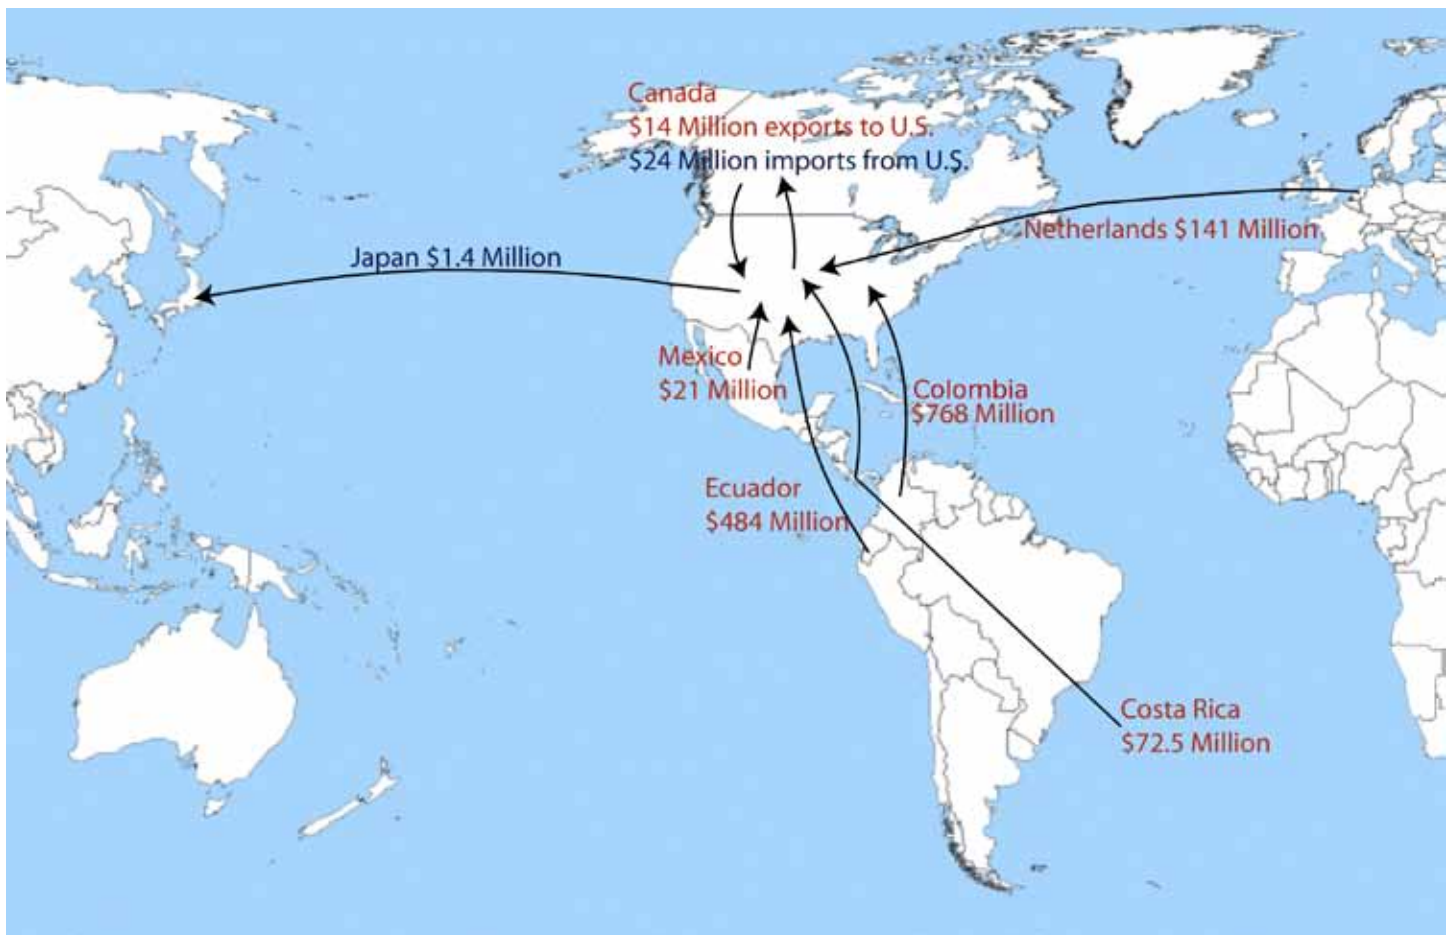 Canada
$14 Million exports to U.S.
$24 Million imports from U.S.
Netherlands $141 Million
Japan $1.4 Million
Mexico
$21 Million
Colombia
$768 Million
Ecuador
$484 Million
Costa Rica
$72.5 Million